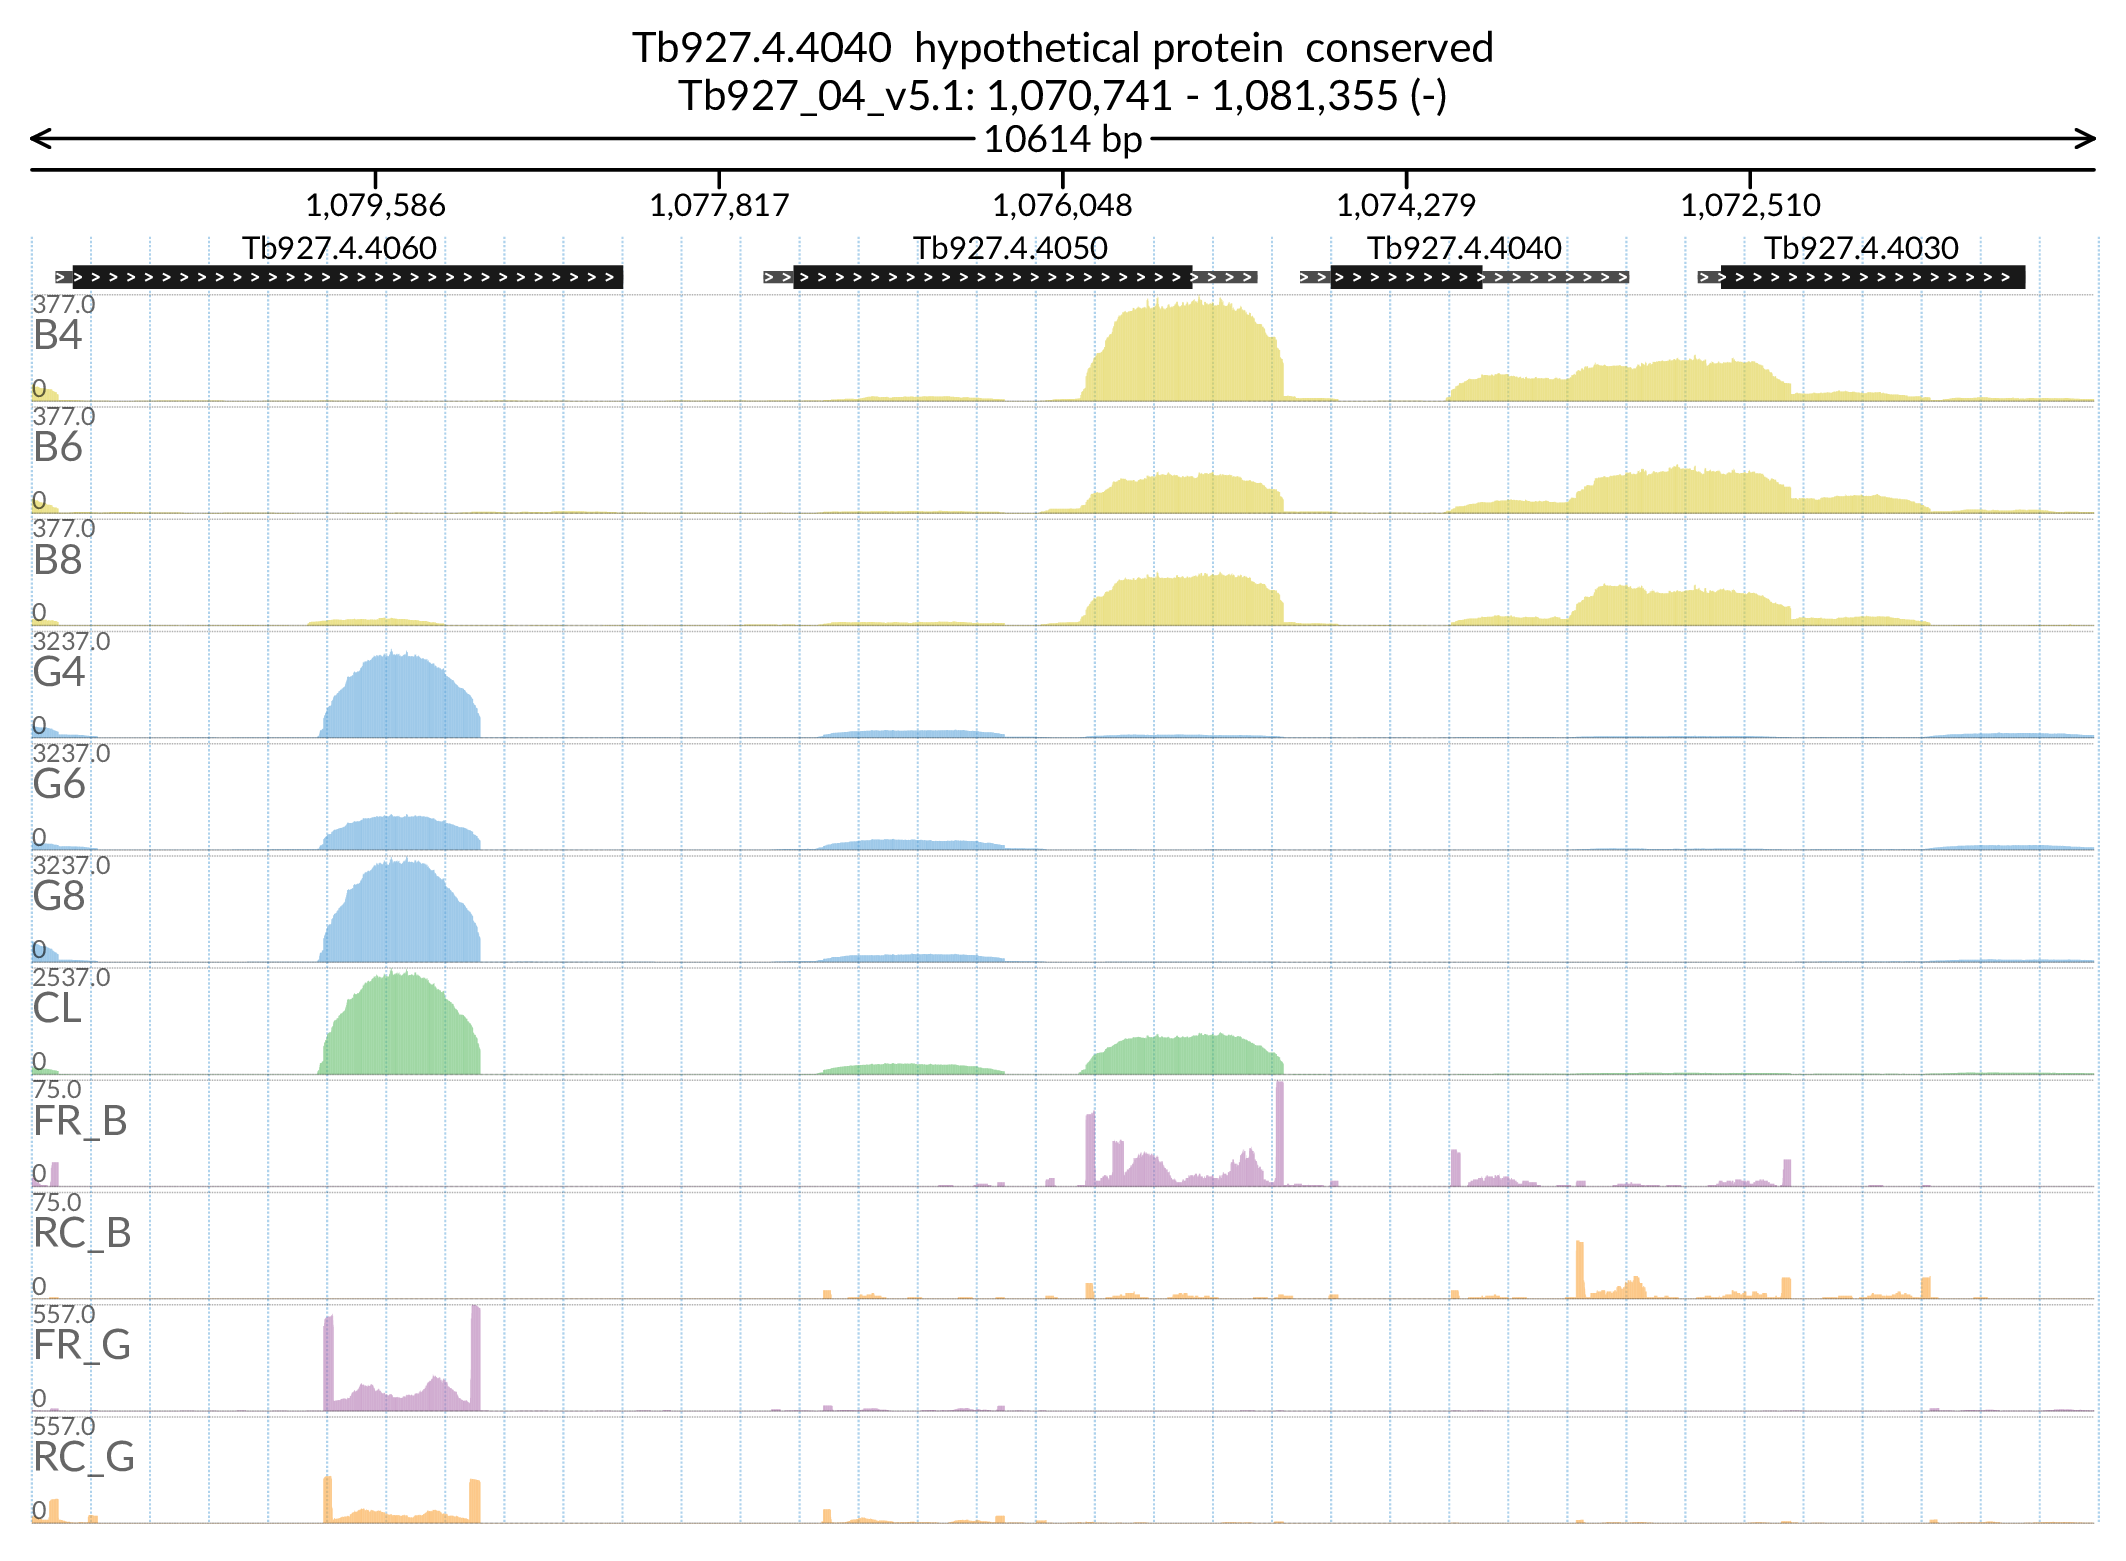 Tb927.4.4040  hypothetical protein  conserved
Tb927_04_v5.1: 1,070,741 - 1,081,355 (-)
10614 bp
1,079,586 1,077,817 1,076,048 1,074,279 1,072,510
Tb927.4.4060 Tb927.4.4050 Tb927.4.4040 Tb927.4.4030
377.0
B4
0
377.0
B6
0
377.0
B8
0
3237.0
G4
0
3237.0
G6
0
3237.0
G8
0
2537.0
CL
0
75.0
FR_B
0
75.0
RC_B
0
557.0
FR_G
0
557.0
RC_G
0